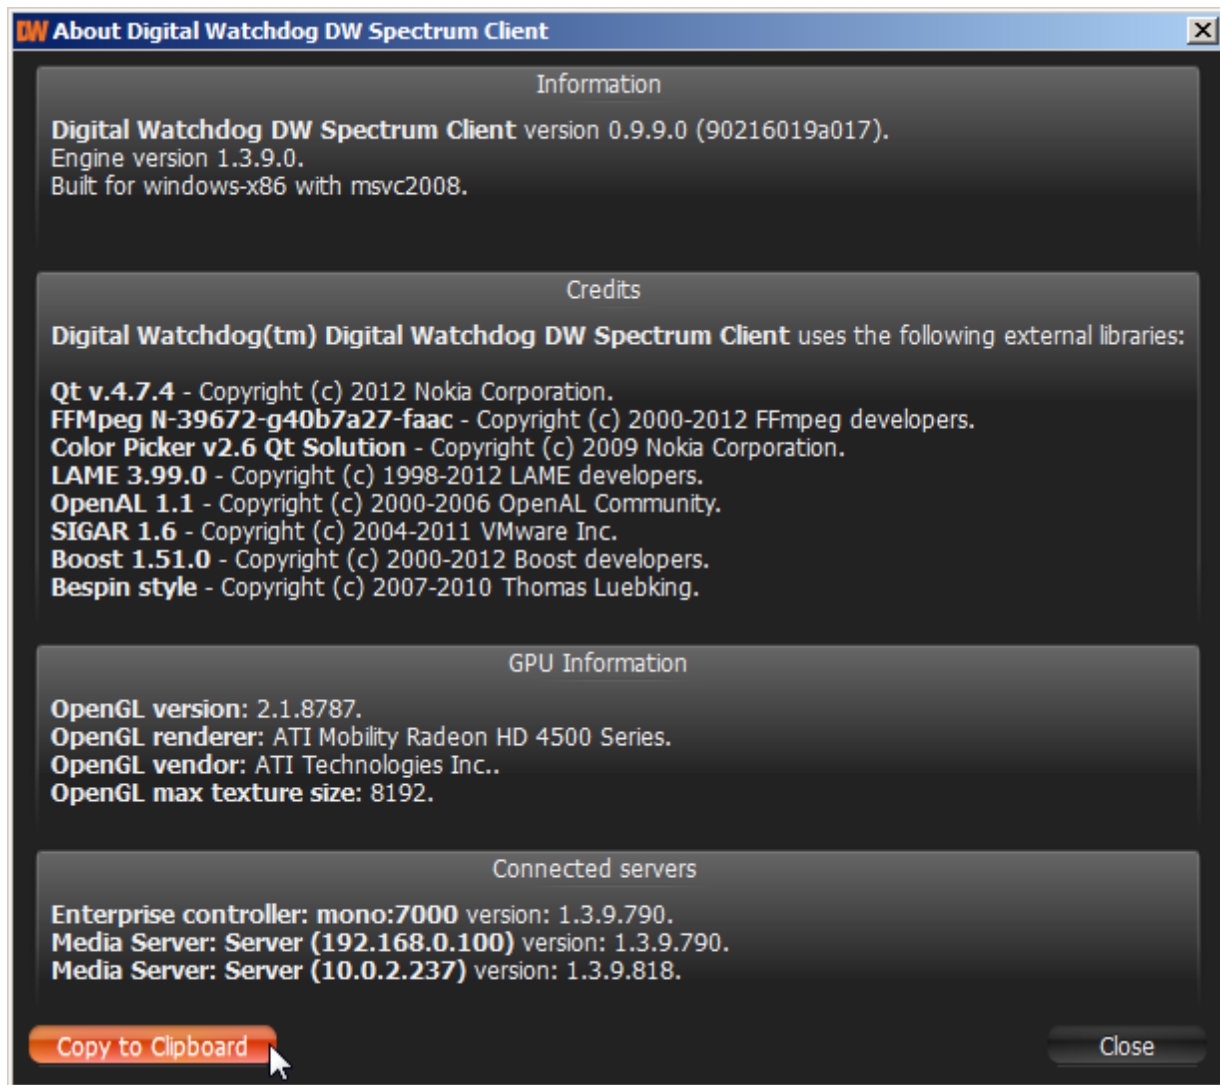 DW About Digital Watchdog DW Spectrum Client
Information
Digital Watchdog DW Spectrum Client version 0.9.9.0 (90216019a017).
Engine version 1.3.9.0.
Built for windows-x86 with msvc2008.
Credits
Digital Watchdog(tm) Digital Watchdog DW Spectrum Client uses the following external libraries:
Qt v.4.7.4 - Copyright (c) 2012 Nokia Corporation.
FFMpeg N-39672-g40b7a27-faac - Copyright (c) 2000-2012 FFmpeg developers.
Color Picker v2.6 Qt Solution - Copyright (c) 2009 Nokia Corporation.
LAME 3.99.0 - Copyright (c) 1998-2012 LAME developers.
OpenAL 1.1 - Copyright (c) 2000-2006 OpenAL Community.
SIGAR 1.6 - Copyright (c) 2004-2011 VMware Inc.
Boost 1.51.0 - Copyright (c) 2000-2012 Boost developers.
Bespin style - Copyright (c) 2007-2010 Thomas Luebking.
GPU Information
OpenGL version: 2.1.8787.
OpenGL renderer: ATI Mobility Radeon HD 4500 Series.
OpenGL vendor: ATI Technologies Inc..
OpenGL max texture size: 8192.
Connected servers
Enterprise controller: mono:7000 version: 1.3.9.790.
Media Server: Server (192.168.0.100) version: 1.3.9.790.
Media Server: Server (10.0.2.237) version: 1.3.9.818.
Copy to Clipboard
Close